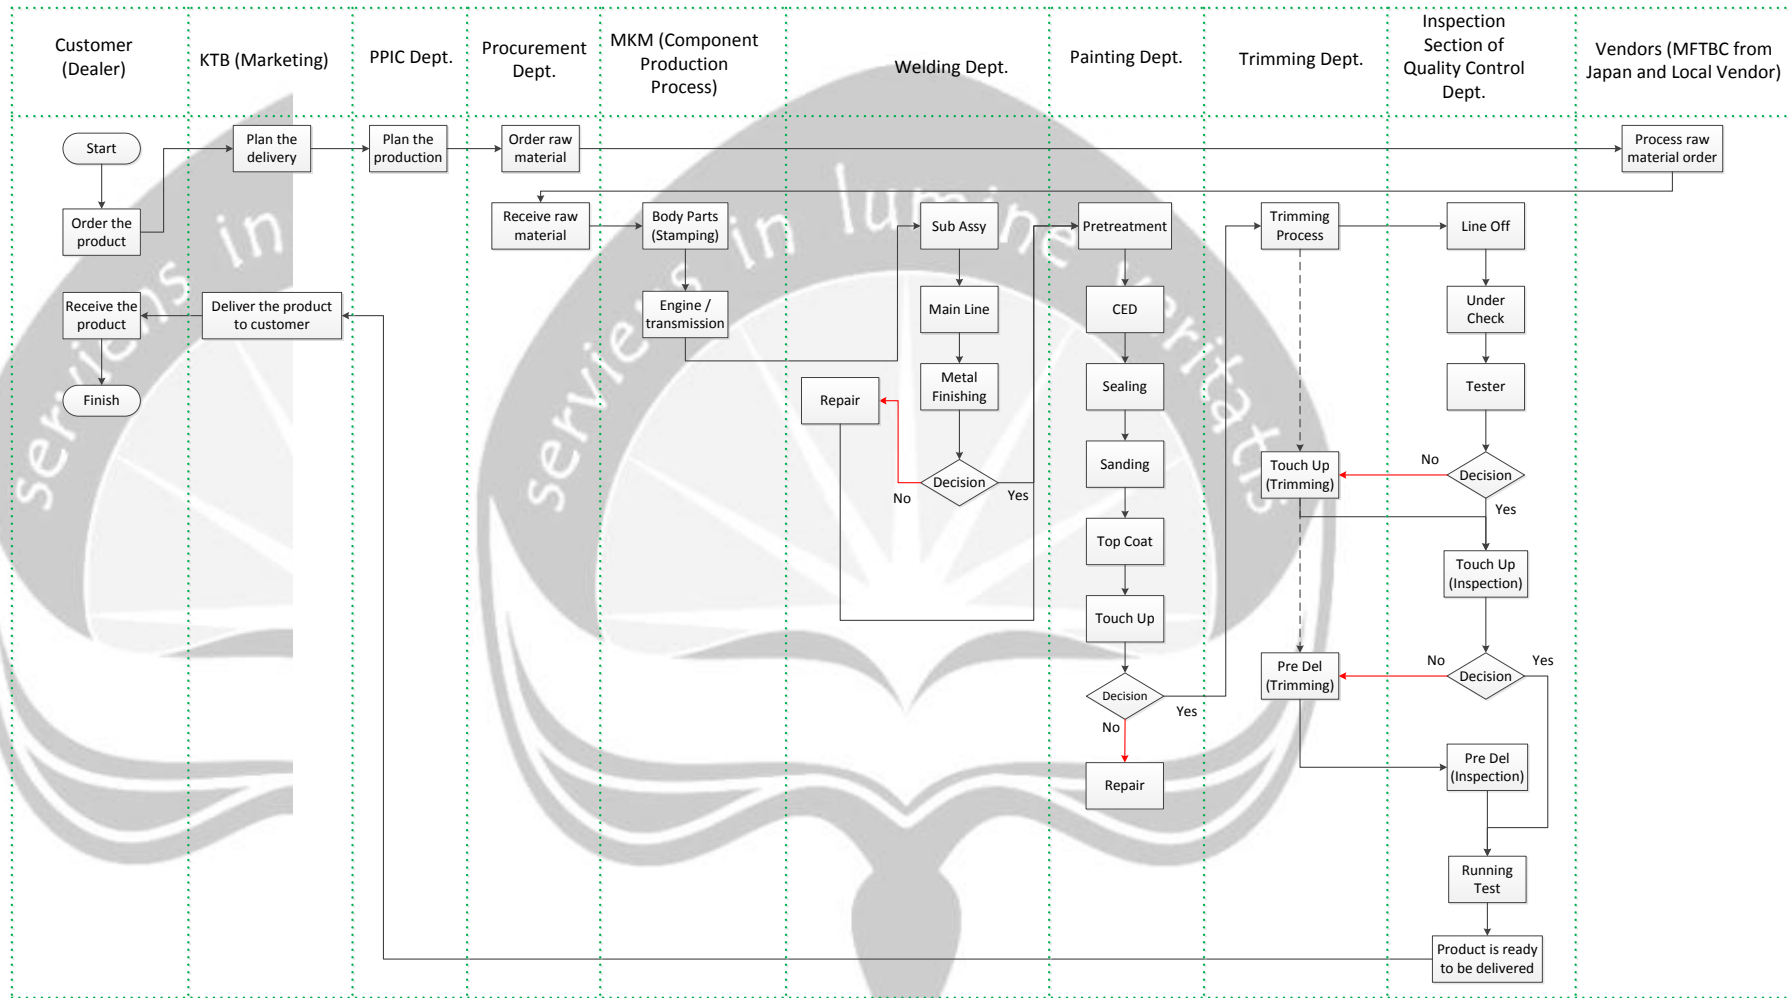 Customer
(Dealer)
KTB (Marketing)
PPIC Dept.
Procurement
Dept.
MKM (Component
Production
Process)
Welding Dept.
Painting Dept.
Trimming Dept.
Inspection
Section of
Quality Control
Dept.
Vendors (MFTBC from
Japan and Local Vendor)
Start
Plan the
delivery
Plan the
production
Order raw
material
Process raw
material order
Order the
product
Receive raw
material
Body Parts
(Stamping)
Sub Assy
Pretreatment
Trimming
Process
Line Off
Receive the
product
Deliver the product
to customer
Engine /
transmission
Main Line
CED
Under
Check
Finish
Repair
Metal
Finishing
Sealing
Tester
Decision
No
Yes
Sanding
Touch Up
(Trimming)
No
Decision
Yes
Top Coat
Touch Up
(Inspection)
Touch Up
Decision
Yes
No
Pre Del
(Trimming)
No
Decision
Yes
Repair
Pre Del
(Inspection)
Running
Test
Product is ready
to be delivered
serviens in
serviens in lumine veritatis